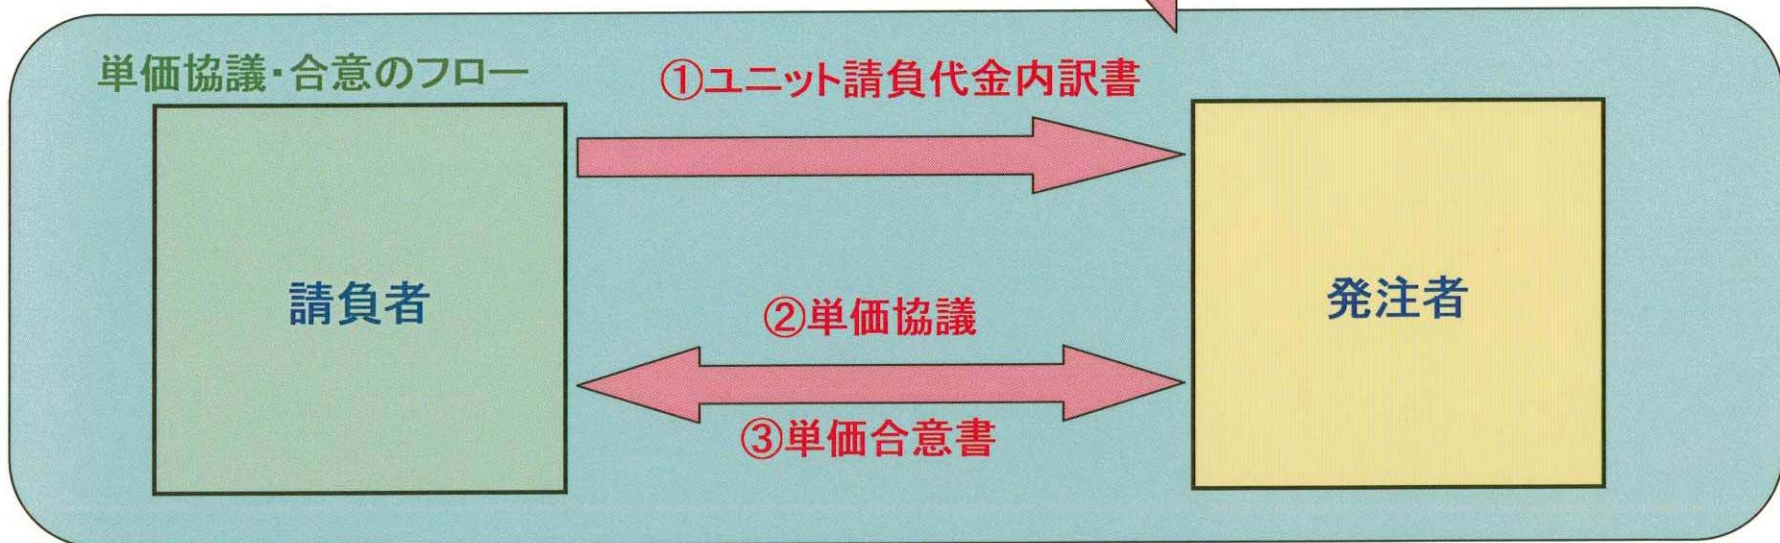 単価協議・合意のフロー
①ユニット請負代金内訳書
請負者
発注者
②単価協議
③単価合意書